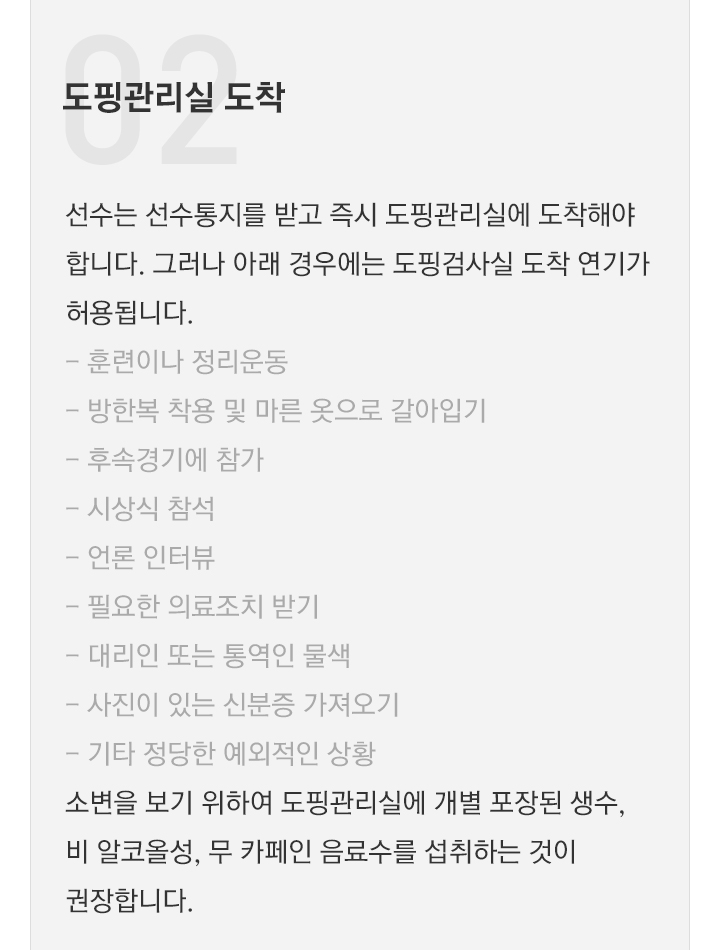 02
도핑관리실 도착
선수는 선수통지를 받고 즉시 도핑관리실에 도착해야
합니다. 그러나 아래 경우에는 도핑검사실 도착 연기가
허용됩니다.
– 훈련이나 정리운동
– 방한복 착용 및 마른 옷으로 갈아입기
– 후속경기에 참가
– 시상식 참석
– 언론 인터뷰
– 필요한 의료조치 받기
– 대리인 또는 통역인 물색
– 사진이 있는 신분증 가져오기
– 기타 정당한 예외적인 상황
소변을 보기 위하여 도핑관리실에 개별 포장된 생수,
비 알코올성, 무 카페인 음료수를 섭취하는 것이
권장합니다.